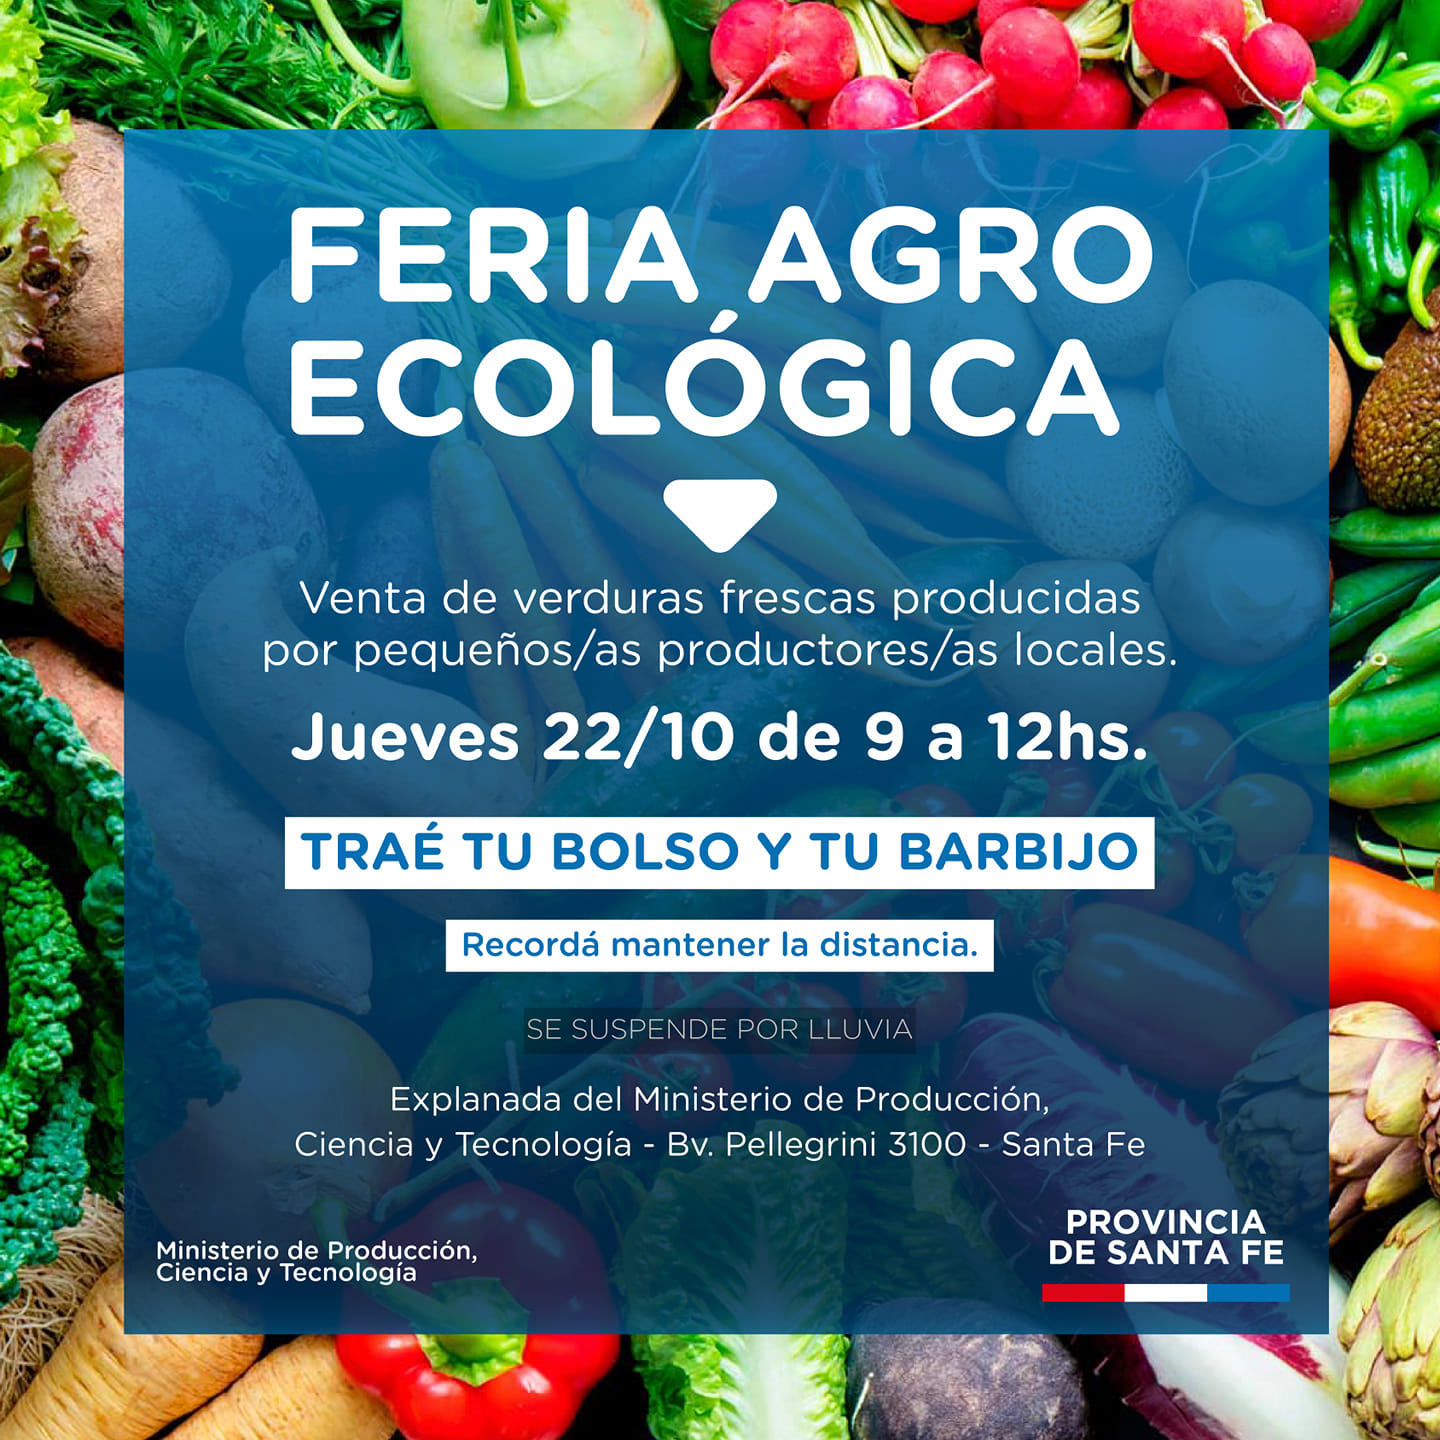 FERIA AGRO
ECOLÓGICA
Venta de verduras frescas producidas
por pequeños/as productores/as locales.
Jueves 22/10 de 9 a 12hs.
TRAÉ TU BOLSO Y TU BARBIJO
Recordá mantener la distancia.
SE SUSPENDE POR LLUVIA
Explanada del Ministerio de Producción,
Ciencia y Tecnología - Bv. Pellegrini 3100 - Santa Fe
Ministerio de Producción,
Ciencia y Tecnología
PROVINCIA
DE SANTA FE